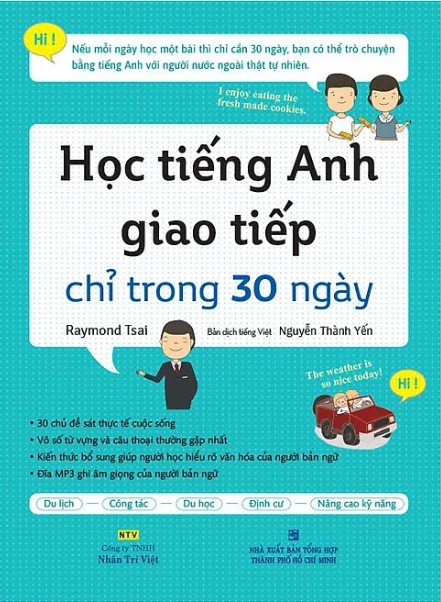 Hi !
Nếu mỗi ngày học một bài thì chỉ cần 30 ngày, bạn có thể trò chuyện
bằng tiếng Anh với người nước ngoài thật tự nhiên.
I enjoy eating the
fresh made cookies.
Học tiếng Anh
giao tiếp
chỉ trong 30 ngày
Raymond Tsai Bản dịch tiếng Việt Nguyễn Thành Yến
The weather is
so nice today!
Hi !
• 30 chủ đề sát thực tế cuộc sống
• Vô số từ vựng và câu thoại thường gặp nhất
• Kiến thức bổ sung giúp người học hiểu rõ văn hóa của người bản ngữ
• Đĩa MP3 ghi âm giọng của người bản ngữ
Du lịch — Công tác — Du học — Định cư — Nâng cao kỹ năng
NTV
Công ty TNHH
Nhân Trí Việt
NHÀ XUẤT BẢN TỔNG HỢP
THÀNH PHỐ HỒ CHÍ MINH